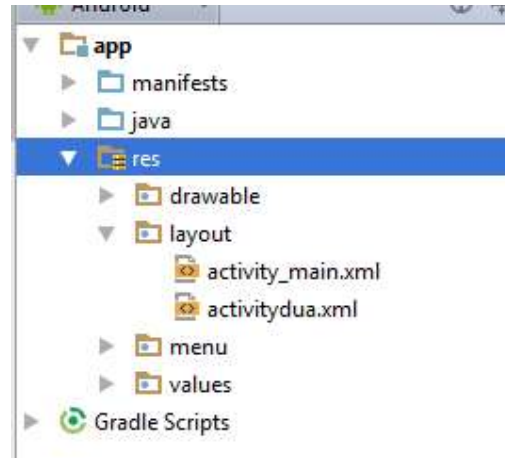 Android
app
manifests
java
res
drawable
layout
activity_main.xml
activitydua.xml
menu
values
Gradle Scripts